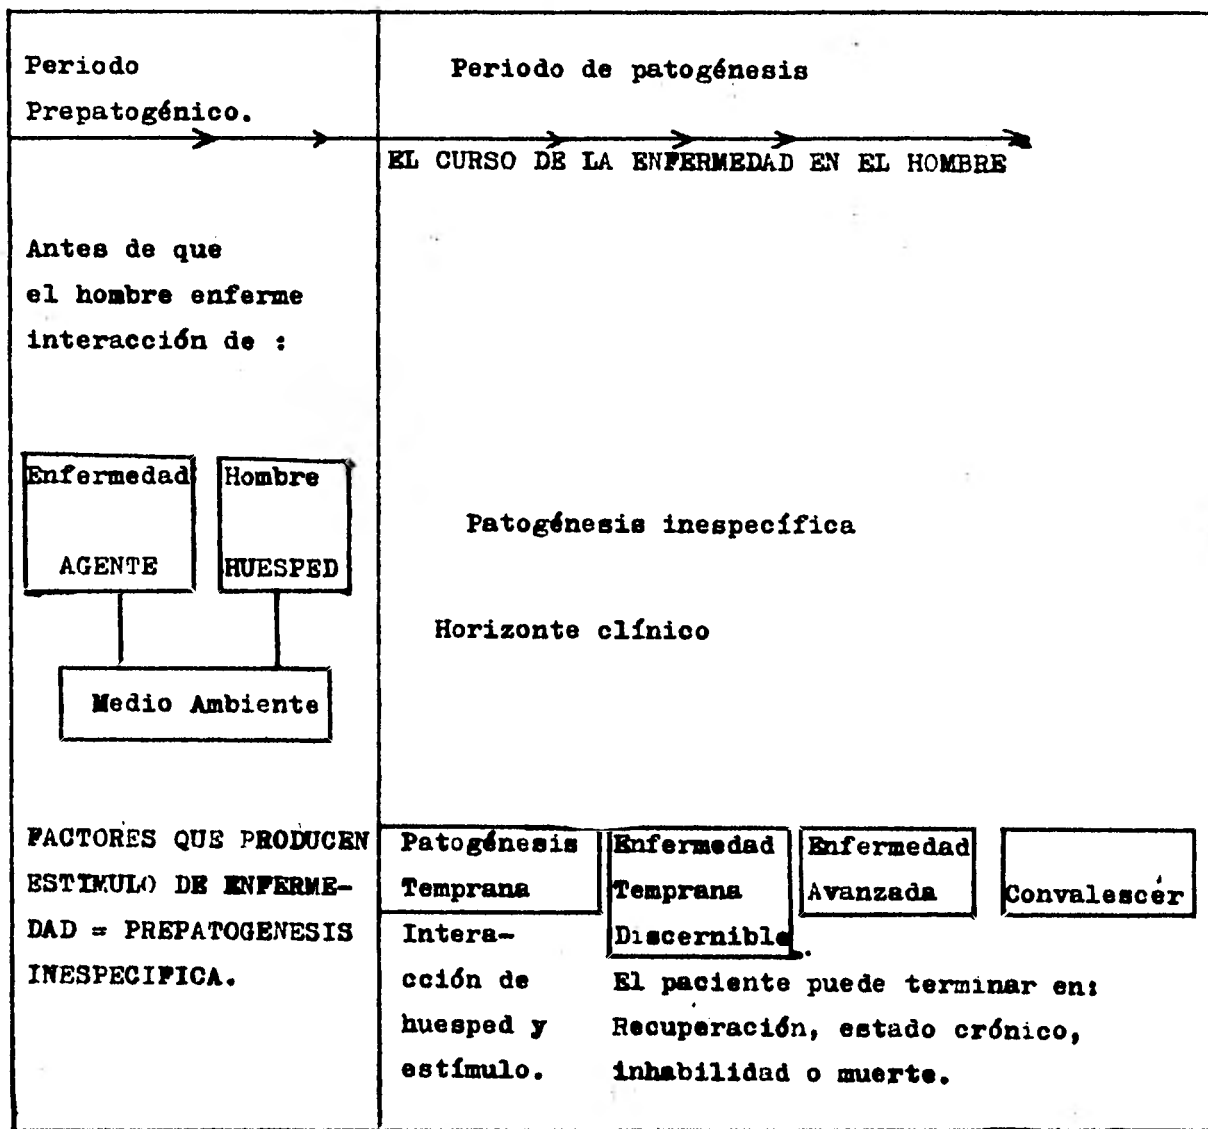 Periodo
Prepatogénico.
Periodo de patogénesis
EL CURSO DE LA ENFERMEDAD EN EL HOMBRE
Antes de que
el hombre enferme
interacción de :
Enfermedad
AGENTE
Hombre
HUESPED
Medio Ambiente
Patogénesis inespecífica
Horizonte clínico
FACTORES QUE PRODUCEN
ESTIMULO DE ENFERME-
DAD = PREPATOGENESIS
INESPECIFICA.
Patogénesis
Temprana
Intera-
cción de
huesped y
estímulo.
Enfermedad
Temprana
Discernible.
Enfermedad
Avanzada
Convalescér
El paciente puede terminar en:
Recuperación, estado crónico,
inhabilidad o muerte.